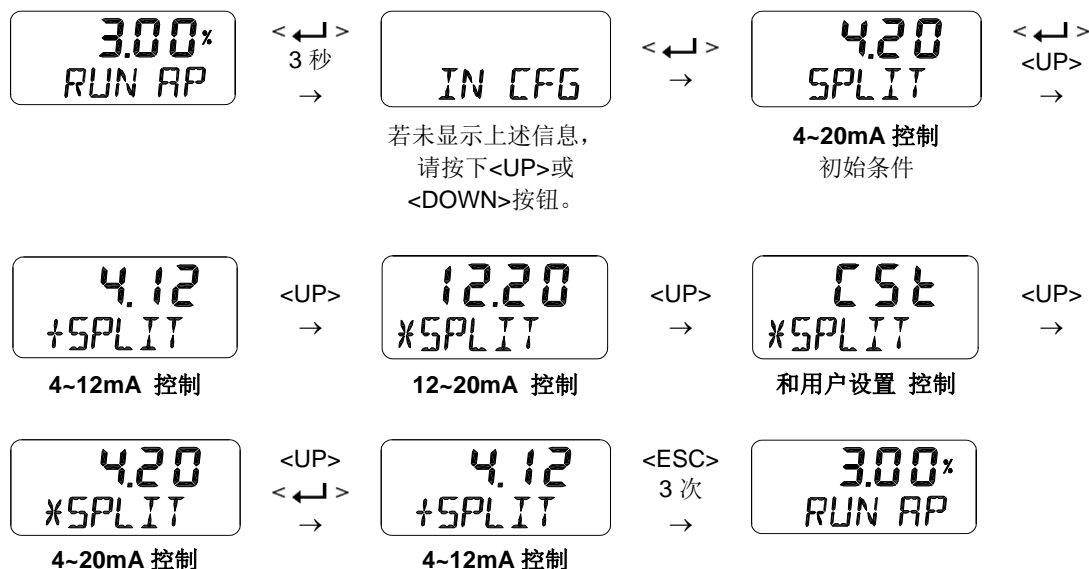 3.00%
RUN AP
< ↵ >
3 秒
→
IN CFG
若未显示上述信息，
请按下<UP>或
<DOWN>按钮。
< ↵ >
→
4.20
SPLIT
4~20mA 控制
初始条件
< ↵ >
<UP>
→
4.12
+SPLIT
4~12mA 控制
<UP>
→
12.20
*SPLIT
12~20mA 控制
<UP>
→
CSt
*SPLIT
和用户设置 控制
<UP>
→
4.20
*SPLIT
4~20mA 控制
<UP>
< ↵ >
→
4.12
+SPLIT
4~12mA 控制
<ESC>
3 次
→
3.00%
RUN AP